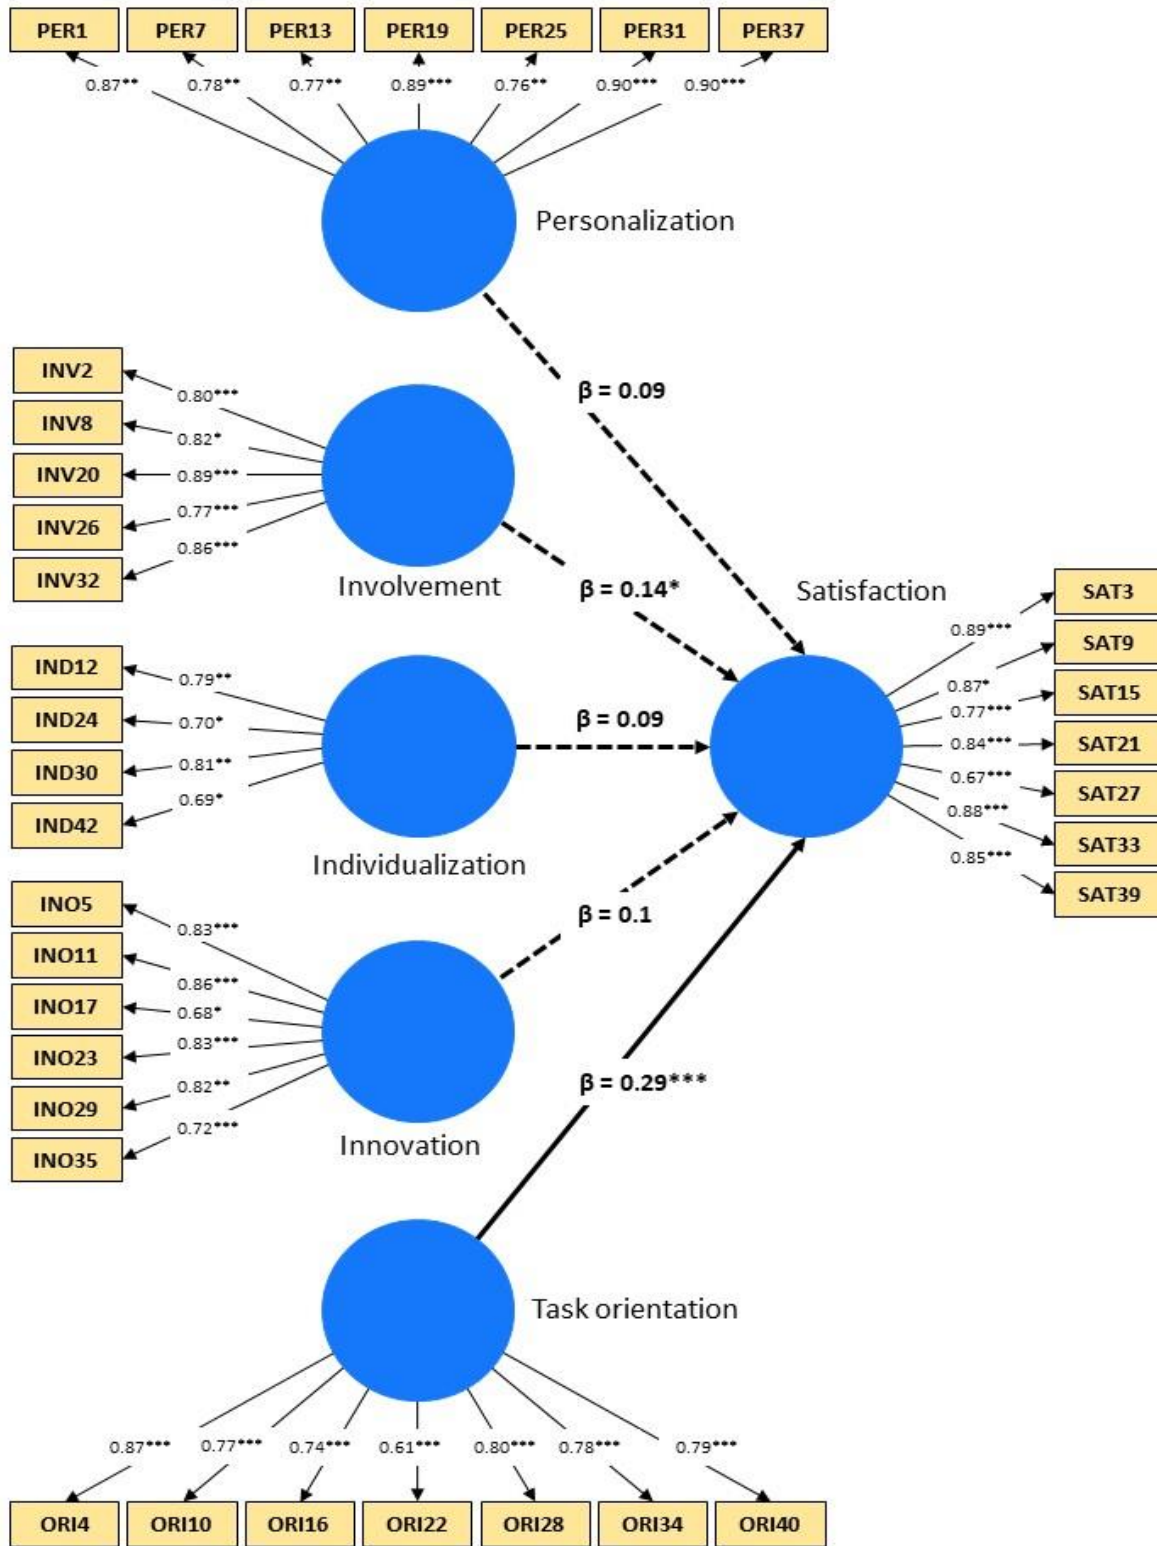 PER1 PER7 PER13 PER19 PER25 PER31 PER37
0.87** 0.78** 0.77** 0.89*** 0.76** 0.90*** 0.90***
Personalization
INV2
0.80***
INV8
0.82*
INV20
0.89***
INV26
0.77***
INV32
0.86***
Involvement
β = 0.09
β = 0.14*
Satisfaction
IND12
0.79**
IND24
0.70*
IND30
0.81**
IND42
0.69*
Individualization
β = 0.09
SAT3
0.89***
SAT9
0.87*
SAT15
0.77***
SAT21
0.84***
SAT27
0.67***
SAT33
0.88***
SAT39
0.85***
INO5
0.83***
INO11
0.86***
INO17
0.68*
INO23
0.83***
INO29
0.82**
INO35
0.72***
Innovation
β = 0.1
β = 0.29***
Task orientation
0.87*** 0.77*** 0.74*** 0.61*** 0.80*** 0.78*** 0.79***
ORI4 ORI10 ORI16 ORI22 ORI28 ORI34 ORI40